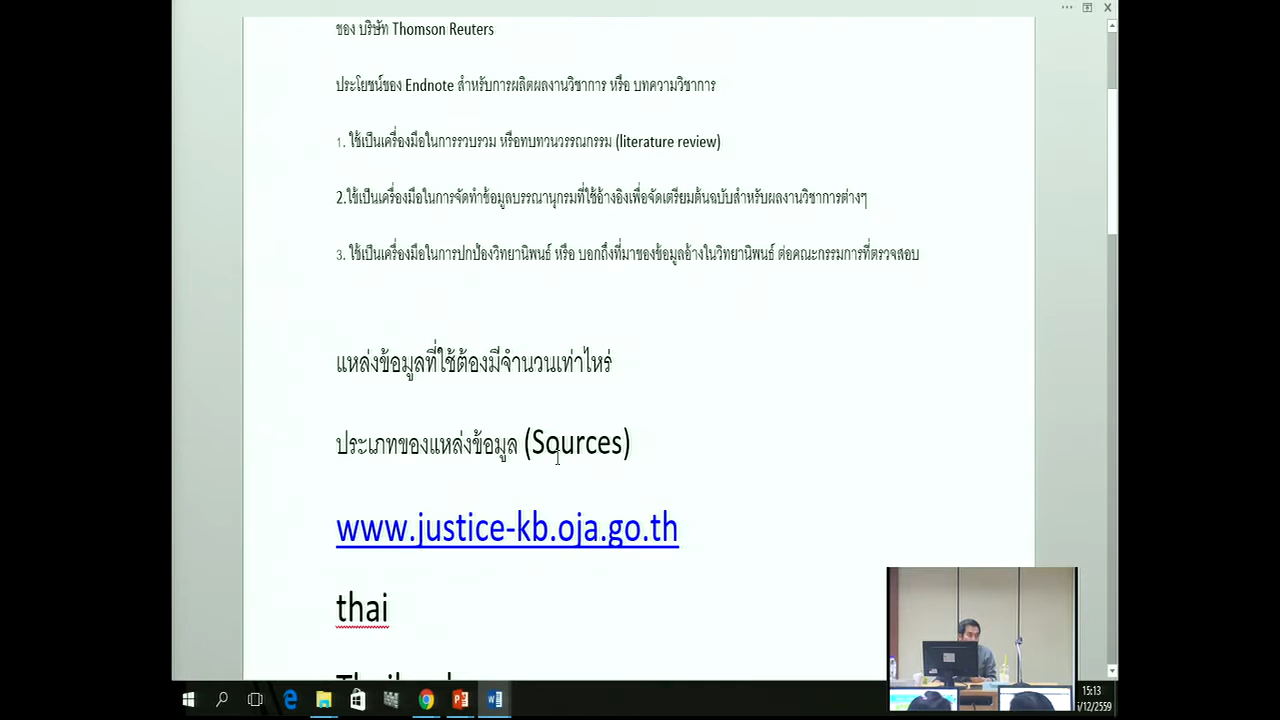 ของ บริษัท Thomson Reuters
ประโยชน์ของ Endnote สำหรับการผลิตผลงานวิชาการ หรือ บทความวิชาการ
1. ใช้เป็นเครื่องมือในการรวบรวม หรือทบทวนวรรณกรรม (literature review)
2.ใช้เป็นเครื่องมือในการจัดทำข้อมูลบรรณานุกรมที่ใช้อ้างอิงเพื่อจัดเตรียมต้นฉบับสำหรับผลงานวิชาการต่างๆ
3. ใช้เป็นเครื่องมือในการปกป้องวิทยานิพนธ์ หรือ บอกถึงที่มาของข้อมูลอ้างในวิทยานิพนธ์ ต่อคณะกรรมการที่ตรวจสอบ
แหล่งข้อมูลที่ใช้ต้องมีจำนวนเท่าไหร่
ประเภทของแหล่งข้อมูล (Sources)
www.justice-kb.oja.go.th
thai
15:13
/12/2559